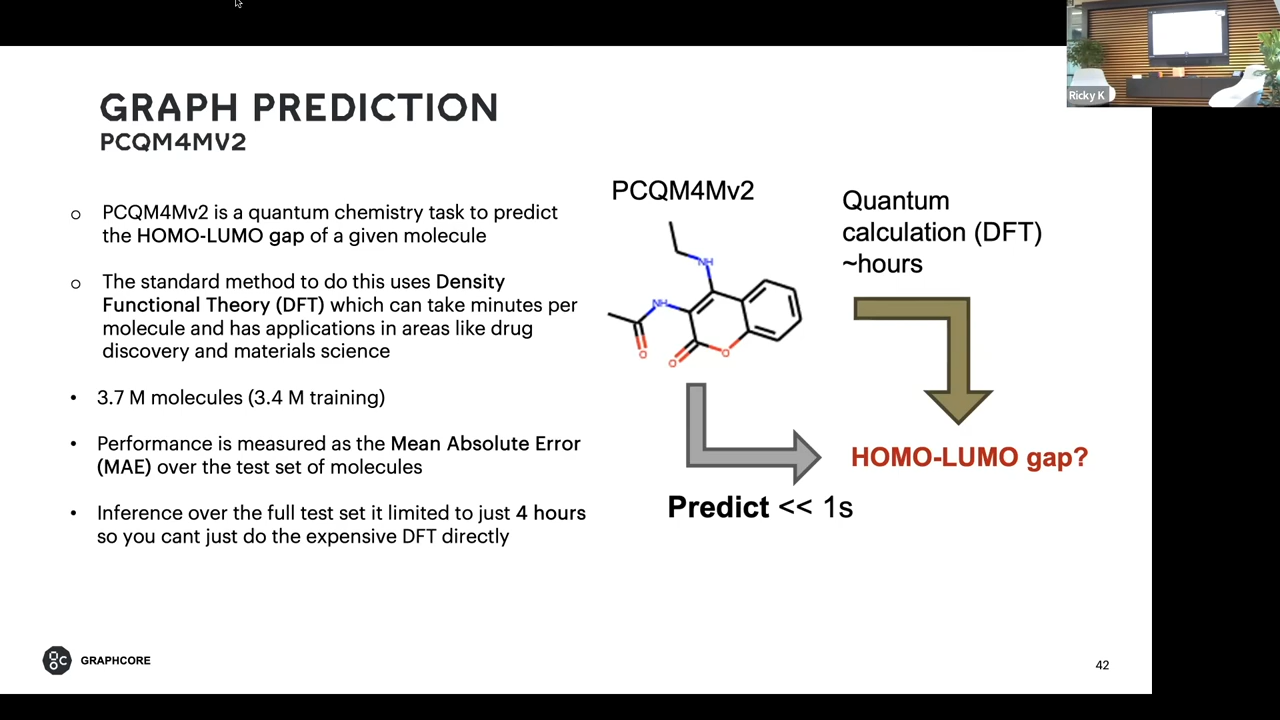 Ricky K
GRAPH PREDICTION
PCQM4MV2
PCQM4Mv2 is a quantum chemistry task to predict
the HOMO-LUMO gap of a given molecule
The standard method to do this uses Density
Functional Theory (DFT) which can take minutes per
molecule and has applications in areas like drug
discovery and materials science
3.7 M molecules (3.4 M training)
Performance is measured as the Mean Absolute Error
(MAE) over the test set of molecules
Inference over the full test set it limited to just 4 hours
so you cant just do the expensive DFT directly
PCQM4Mv2
NH
NH
O
O
O
Quantum
calculation (DFT)
~hours
HOMO-LUMO gap?
Predict << 1s
GRAPHCORE
42